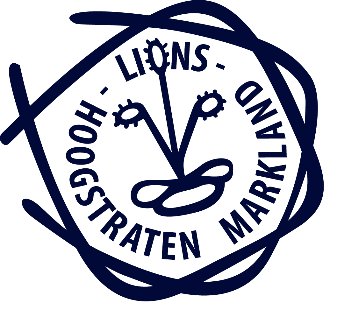 - LIONS -
HOOGSTRATEN MARKLAND